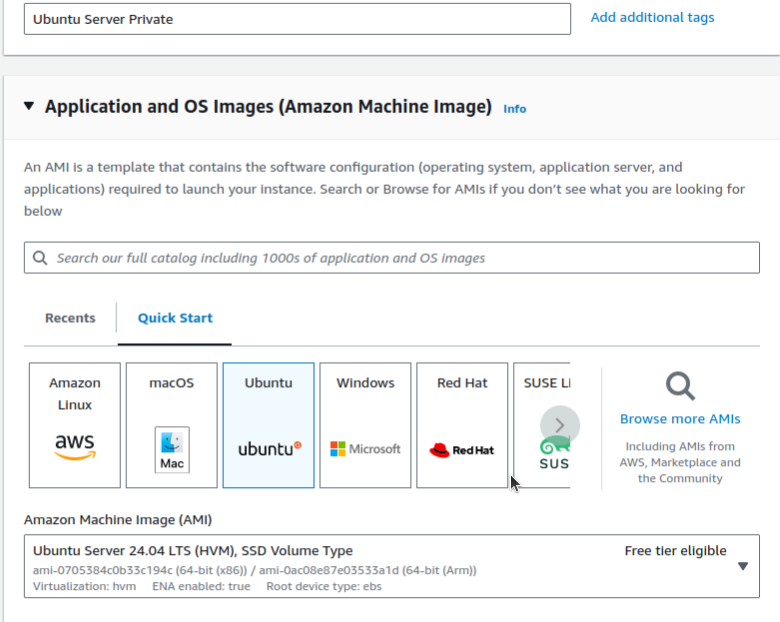 Ubuntu Server Private
Add additional tags
Application and OS Images (Amazon Machine Image) Info
An AMI is a template that contains the software configuration (operating system, application server, and
applications) required to launch your instance. Search or Browse for AMIs if you don’t see what you are looking for
below
Search our full catalog including 1000s of application and OS images
Recents
Quick Start
Amazon
Linux
aws
macOS
Mac
Ubuntu
ubuntu
Windows
Microsoft
Red Hat
Red Hat
SUSE Li
SUS
Browse more AMIs
Including AMIs from
AWS, Marketplace and
the Community
Amazon Machine Image (AMI)
Ubuntu Server 24.04 LTS (HVM), SSD Volume Type
Free tier eligible
ami-0705384c0b33c194c (64-bit (x86)) / ami-0ac08e87e03533a1d (64-bit (Arm))
Virtualization: hvm ENA enabled: true Root device type: ebs